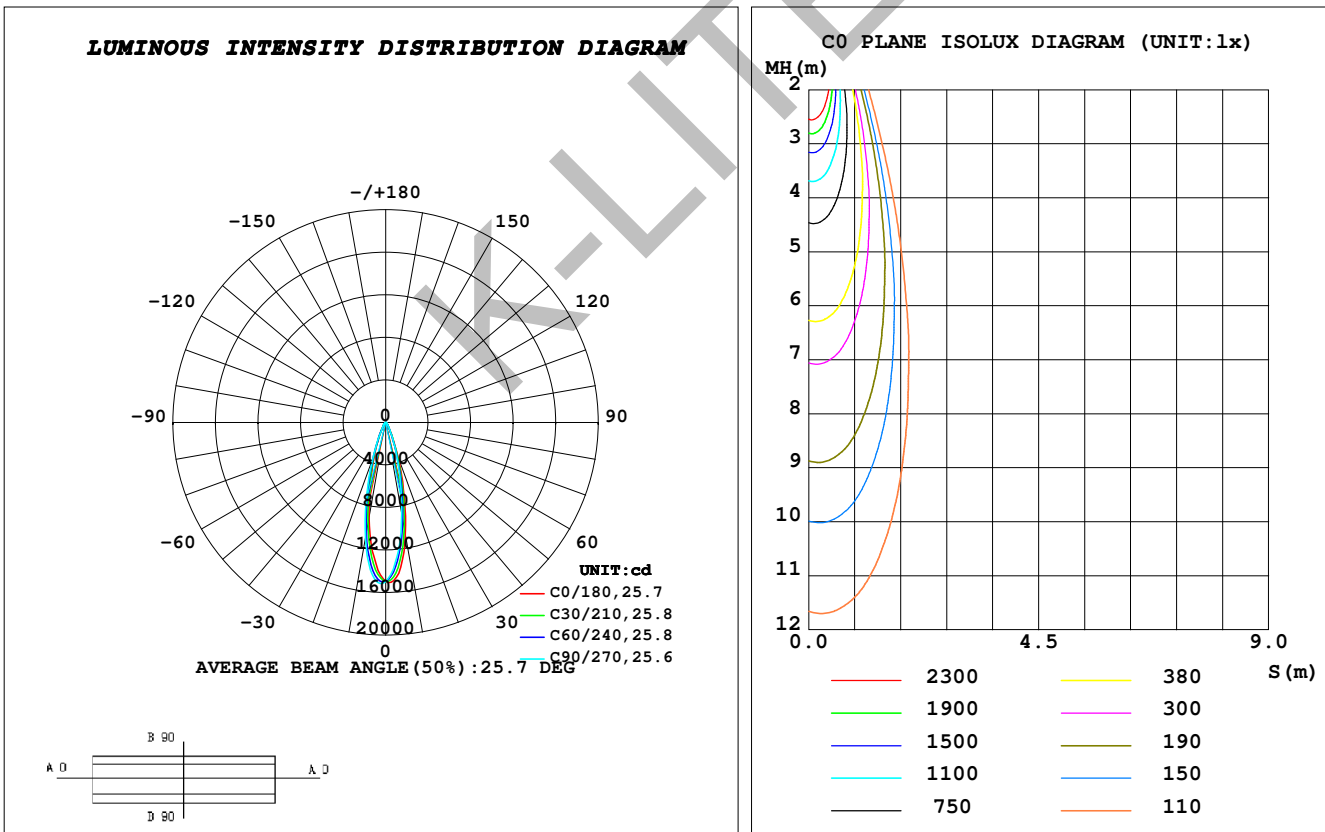 LUMINOUS INTENSITY DISTRIBUTION DIAGRAM
-/+180
-150
150
-120
120
-90
90
-60
60
-30
30
0
0
4000
8000
12000
16000
20000
UNIT:cd
C0/180,25.7
C30/210,25.8
C60/240,25.8
C90/270,25.6
AVERAGE BEAM ANGLE(50%):25.7 DEG
B 90
A 0
A 0
D 90
C0 PLANE ISOLUX DIAGRAM (UNIT:lx)
MH(m)
2
3
4
5
6
7
8
9
10
11
12
0.0
4.5
9.0
S(m)
2300
380
1900
300
1500
190
1100
150
750
110
K-LITE